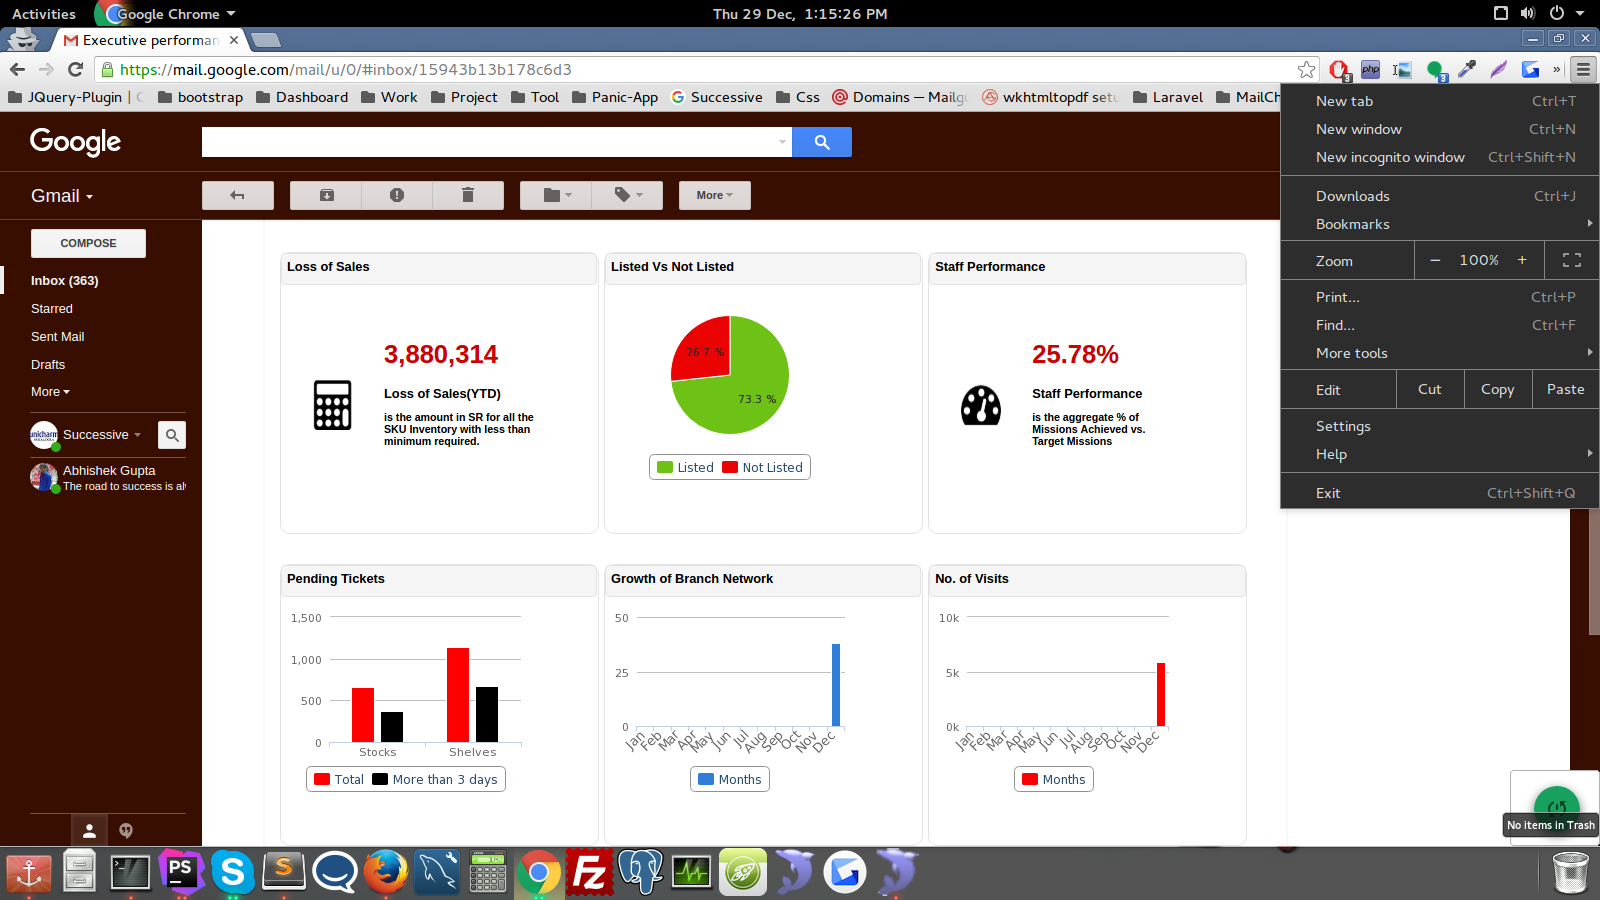 Activities Google Chrome Thu 29 Dec, 1:15:26 PM
Executive performan
https://mail.google.com/mail/u/0/#inbox/15943b13b178c6d3
3 php 3 »
JQuery-Plugin | bootstrap Dashboard Work Project Tool Panic-App Successive Css Domains — Mailgu wkhtmltopdf setu Laravel MailCh
New tab Ctrl+T
New window Ctrl+N
New incognito window Ctrl+Shift+N
Downloads Ctrl+J
Bookmarks
Zoom − 100% +
Print... Ctrl+P
Find... Ctrl+F
More tools
Edit Cut Copy Paste
Settings
Help
Exit Ctrl+Shift+Q
Google
Gmail
More
COMPOSE
Inbox (363)
Starred
Sent Mail
Drafts
More
unicharm
Successive
Abhishek Gupta
The road to success is al
Loss of Sales
3,880,314
Loss of Sales(YTD)
is the amount in SR for all the
SKU Inventory with less than
minimum required.
Listed Vs Not Listed
26.7 %
73.3 %
Listed Not Listed
Staff Performance
25.78%
Staff Performance
is the aggregate % of
Missions Achieved vs.
Target Missions
Pending Tickets
1,500
1,000
500
0
Stocks Shelves
Total More than 3 days
Growth of Branch Network
50
25
0
Jan Feb Mar Apr May Jun Jul Aug Sep Oct Nov Dec
Months
No. of Visits
10k
5k
0k
Jan Feb Mar Apr May Jun Jul Aug Sep Oct Nov Dec
Months
No items in Trash
PS S S Fz